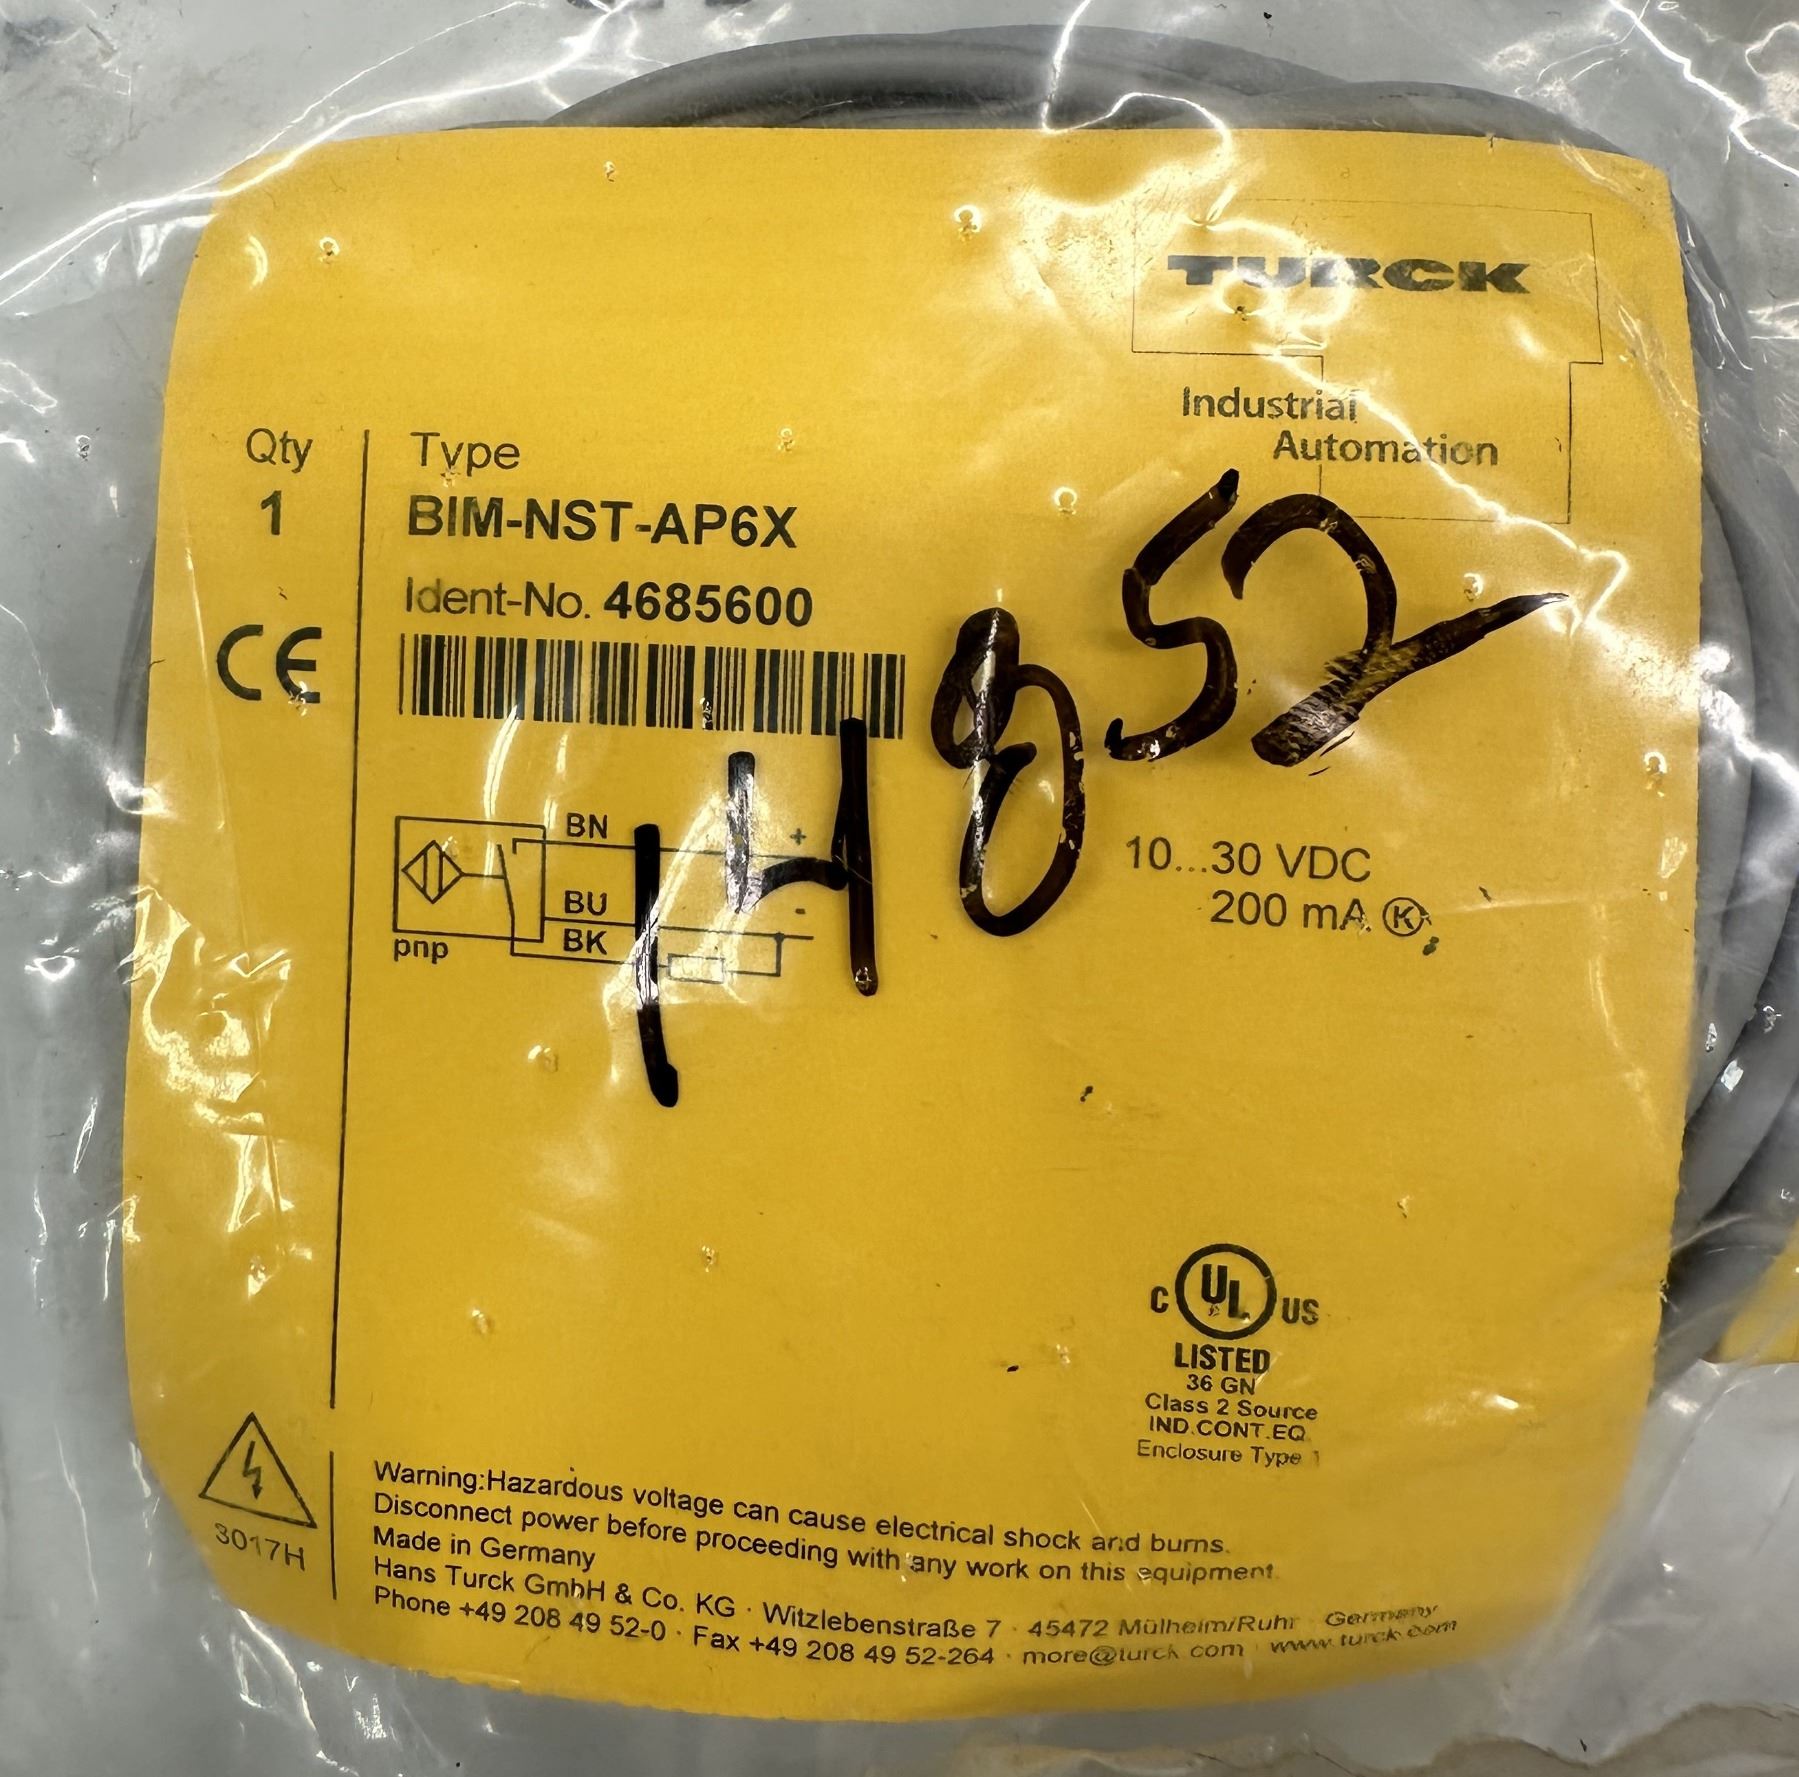 TURCK
Industrial
Automation
Qty
1
Type
BIM-NST-AP6X
Ident-No. 4685600
CE
14852
BN
+
BU
-
BK
pnp
10...30 VDC
200 mA K
C UL US
LISTED
36 GN
Class 2 Source
IND.CONT.EQ
Enclosure Type 1
3017H
Warning:Hazardous voltage can cause electrical shock and burns.
Disconnect power before proceeding with any work on this equipment.
Made in Germany
Hans Turck GmbH & Co. KG · Witzlebenstraße 7 · 45472 Mülheim/Ruhr · Germany
Phone +49 208 49 52-0 · Fax +49 208 49 52-264 · more@turck.com · www.turck.com